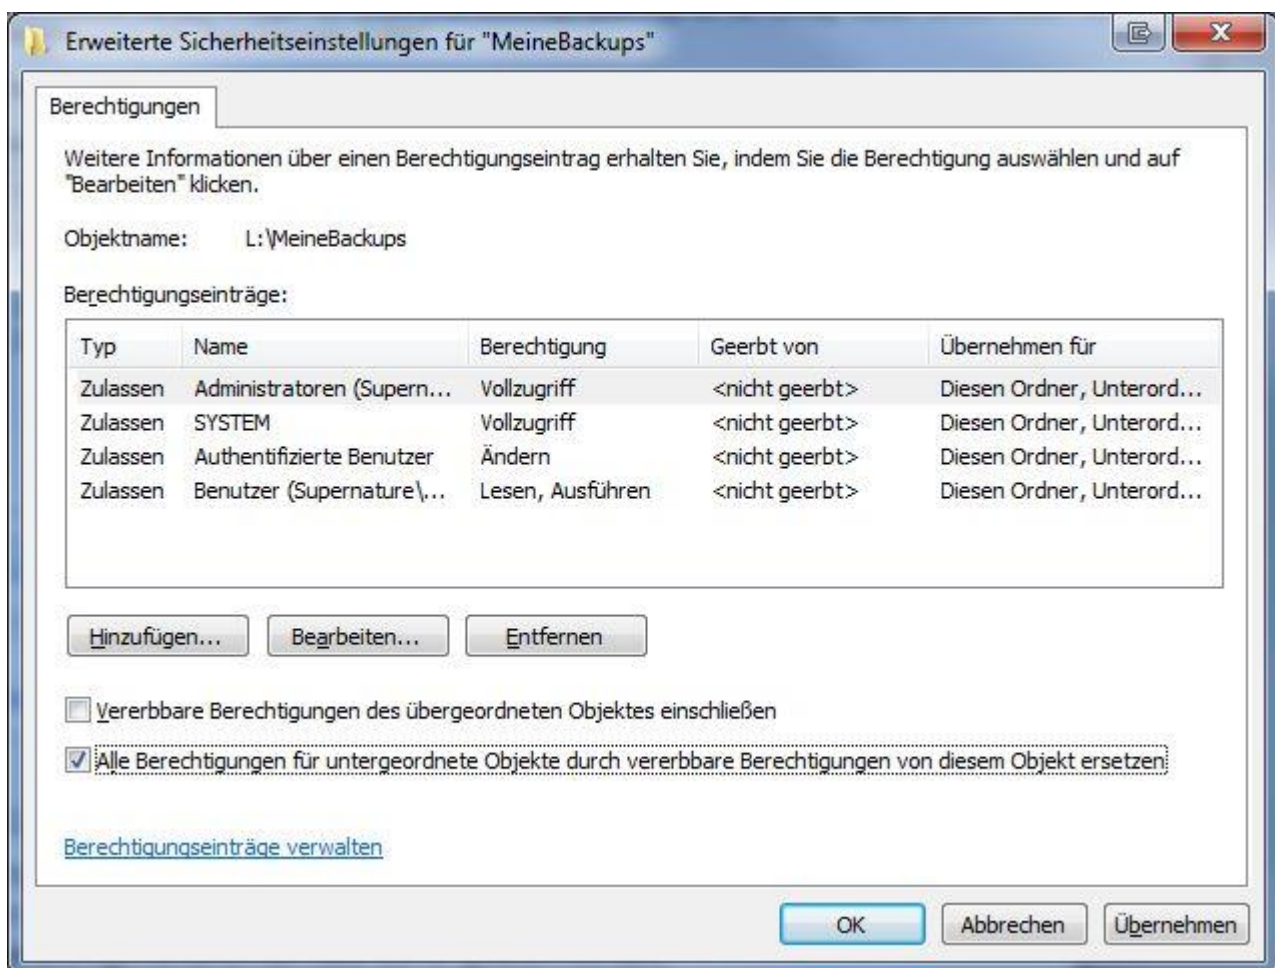 Erweiterte Sicherheitseinstellungen für "MeineBackups"
Berechtigungen
Weitere Informationen über einen Berechtigungseintrag erhalten Sie, indem Sie die Berechtigung auswählen und auf
"Bearbeiten" klicken.
Objektname: L:\MeineBackups
Berechtigungseinträge:
Typ Name Berechtigung Geerbt von Übernehmen für
Zulassen Administratoren (Supern... Vollzugriff <nicht geerbt> Diesen Ordner, Unterord...
Zulassen SYSTEM Vollzugriff <nicht geerbt> Diesen Ordner, Unterord...
Zulassen Authentifizierte Benutzer Ändern <nicht geerbt> Diesen Ordner, Unterord...
Zulassen Benutzer (Supernature\... Lesen, Ausführen <nicht geerbt> Diesen Ordner, Unterord...
Hinzufügen... Bearbeiten... Entfernen
Vererbbare Berechtigungen des übergeordneten Objektes einschließen
Alle Berechtigungen für untergeordnete Objekte durch vererbbare Berechtigungen von diesem Objekt ersetzen
Berechtigungseinträge verwalten
OK Abbrechen Übernehmen